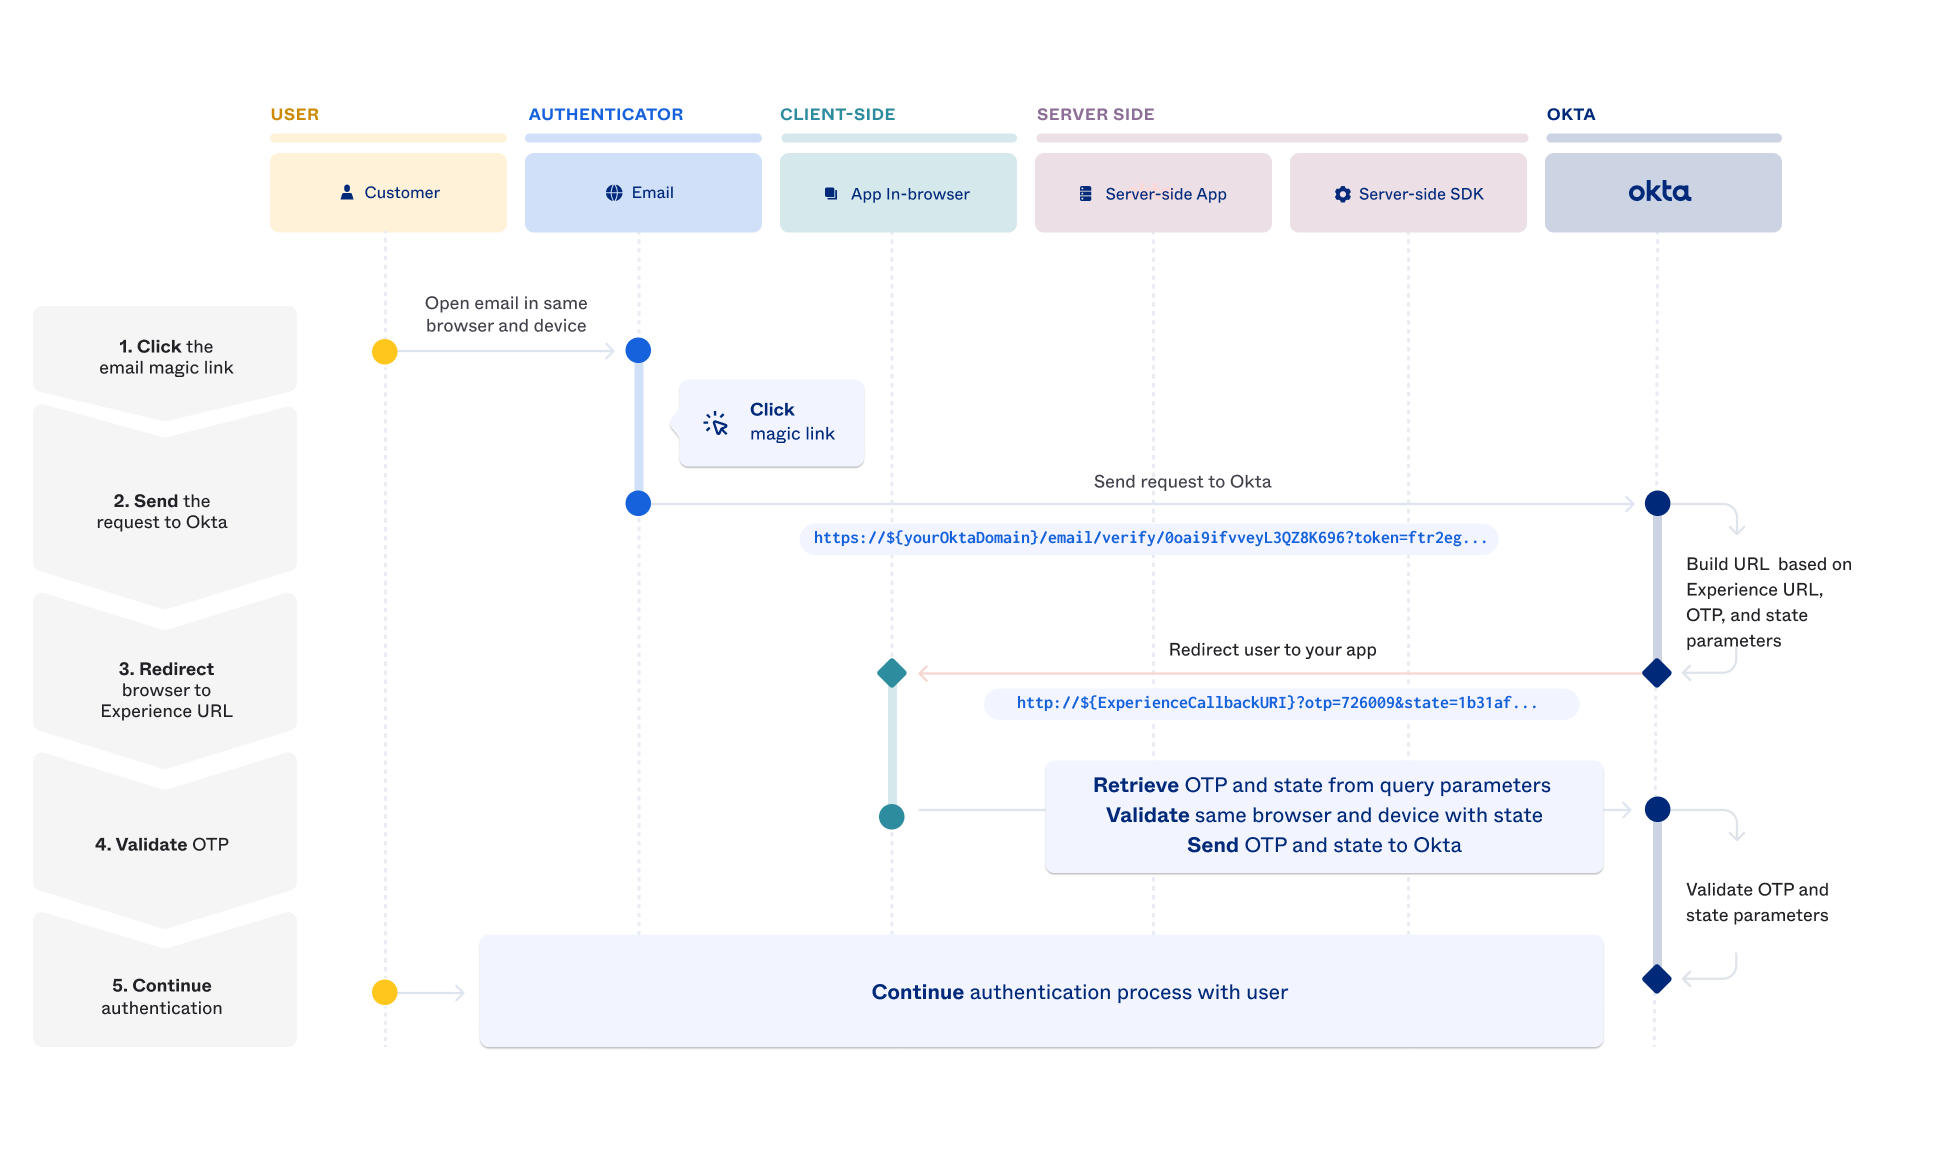 USER
AUTHENTICATOR
CLIENT-SIDE
SERVER SIDE
OKTA
Customer
Email
App In-browser
Server-side App
Server-side SDK
okta
1. Click the
email magic link
Open email in same
browser and device
Click
magic link
2. Send the
request to Okta
Send request to Okta
https://${yourOktaDomain}/email/verify/0oai9ifvveyL3QZ8K696?token=ftr2eg...
Build URL  based on
Experience URL,
OTP, and state
parameters
3. Redirect
browser to
Experience URL
Redirect user to your app
http://${ExperienceCallbackURI}?otp=726009&state=1b31af...
4. Validate OTP
Retrieve OTP and state from query parameters
Validate same browser and device with state
Send OTP and state to Okta
Validate OTP and
state parameters
5. Continue
authentication
Continue authentication process with user